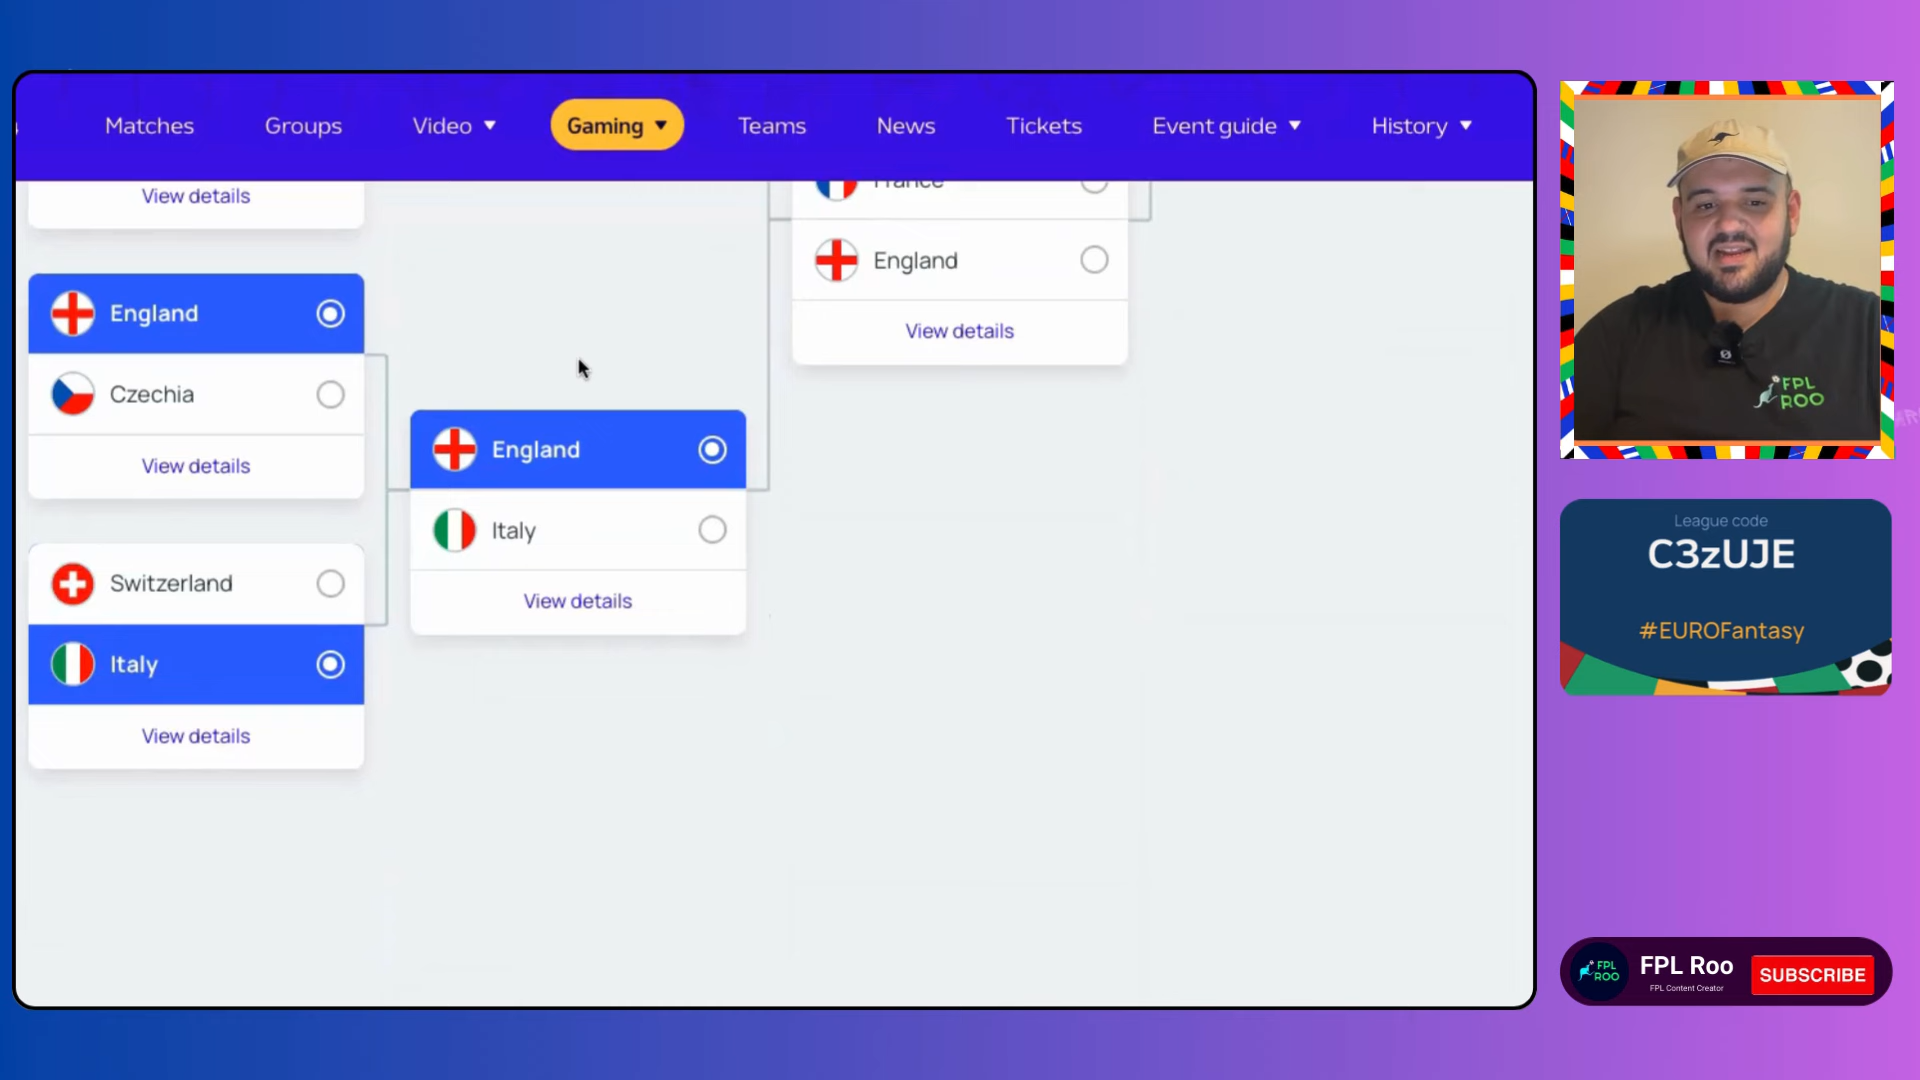 Matches
Groups
Video
Gaming
Teams
News
Tickets
Event guide
History
View details
England
Czechia
View details
Switzerland
Italy
View details
England
Italy
View details
France
England
View details
FPL
ROO
League code
C3zUJE
#EUROFantasy
FPL
ROO
FPL Roo
FPL Content Creator
SUBSCRIBE